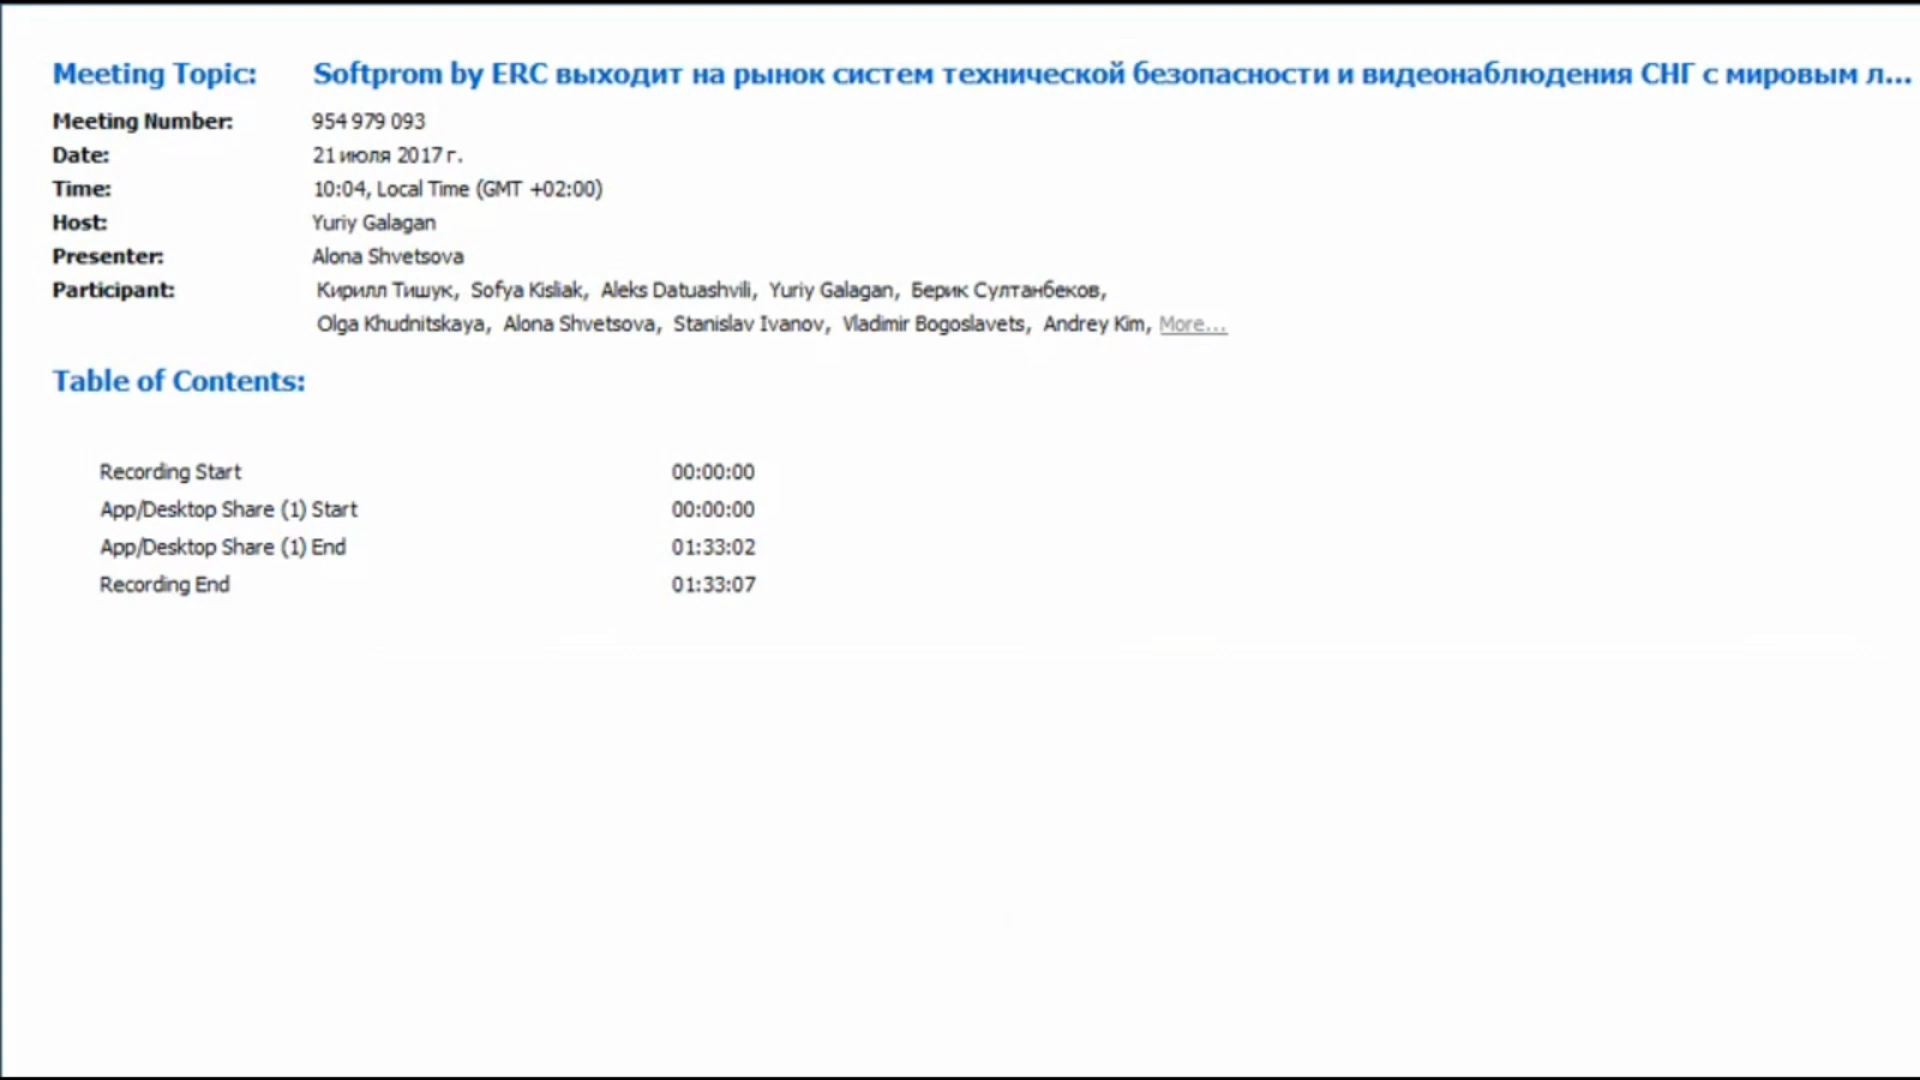 Meeting Topic: Softprom by ERC выходит на рынок систем технической безопасности и видеонаблюдения СНГ с мировым л...
Meeting Number: 954 979 093
Date: 21 июля 2017 г.
Time: 10:04, Local Time (GMT +02:00)
Host: Yuriy Galagan
Presenter: Alona Shvetsova
Participant: Кирилл Тишук, Sofya Kisliak, Aleks Datuashvili, Yuriy Galagan, Берик Султанбеков,
Olga Khudnitskaya, Alona Shvetsova, Stanislav Ivanov, Vladimir Bogoslavets, Andrey Kim, More...
Table of Contents:
Recording Start 00:00:00
App/Desktop Share (1) Start 00:00:00
App/Desktop Share (1) End 01:33:02
Recording End 01:33:07